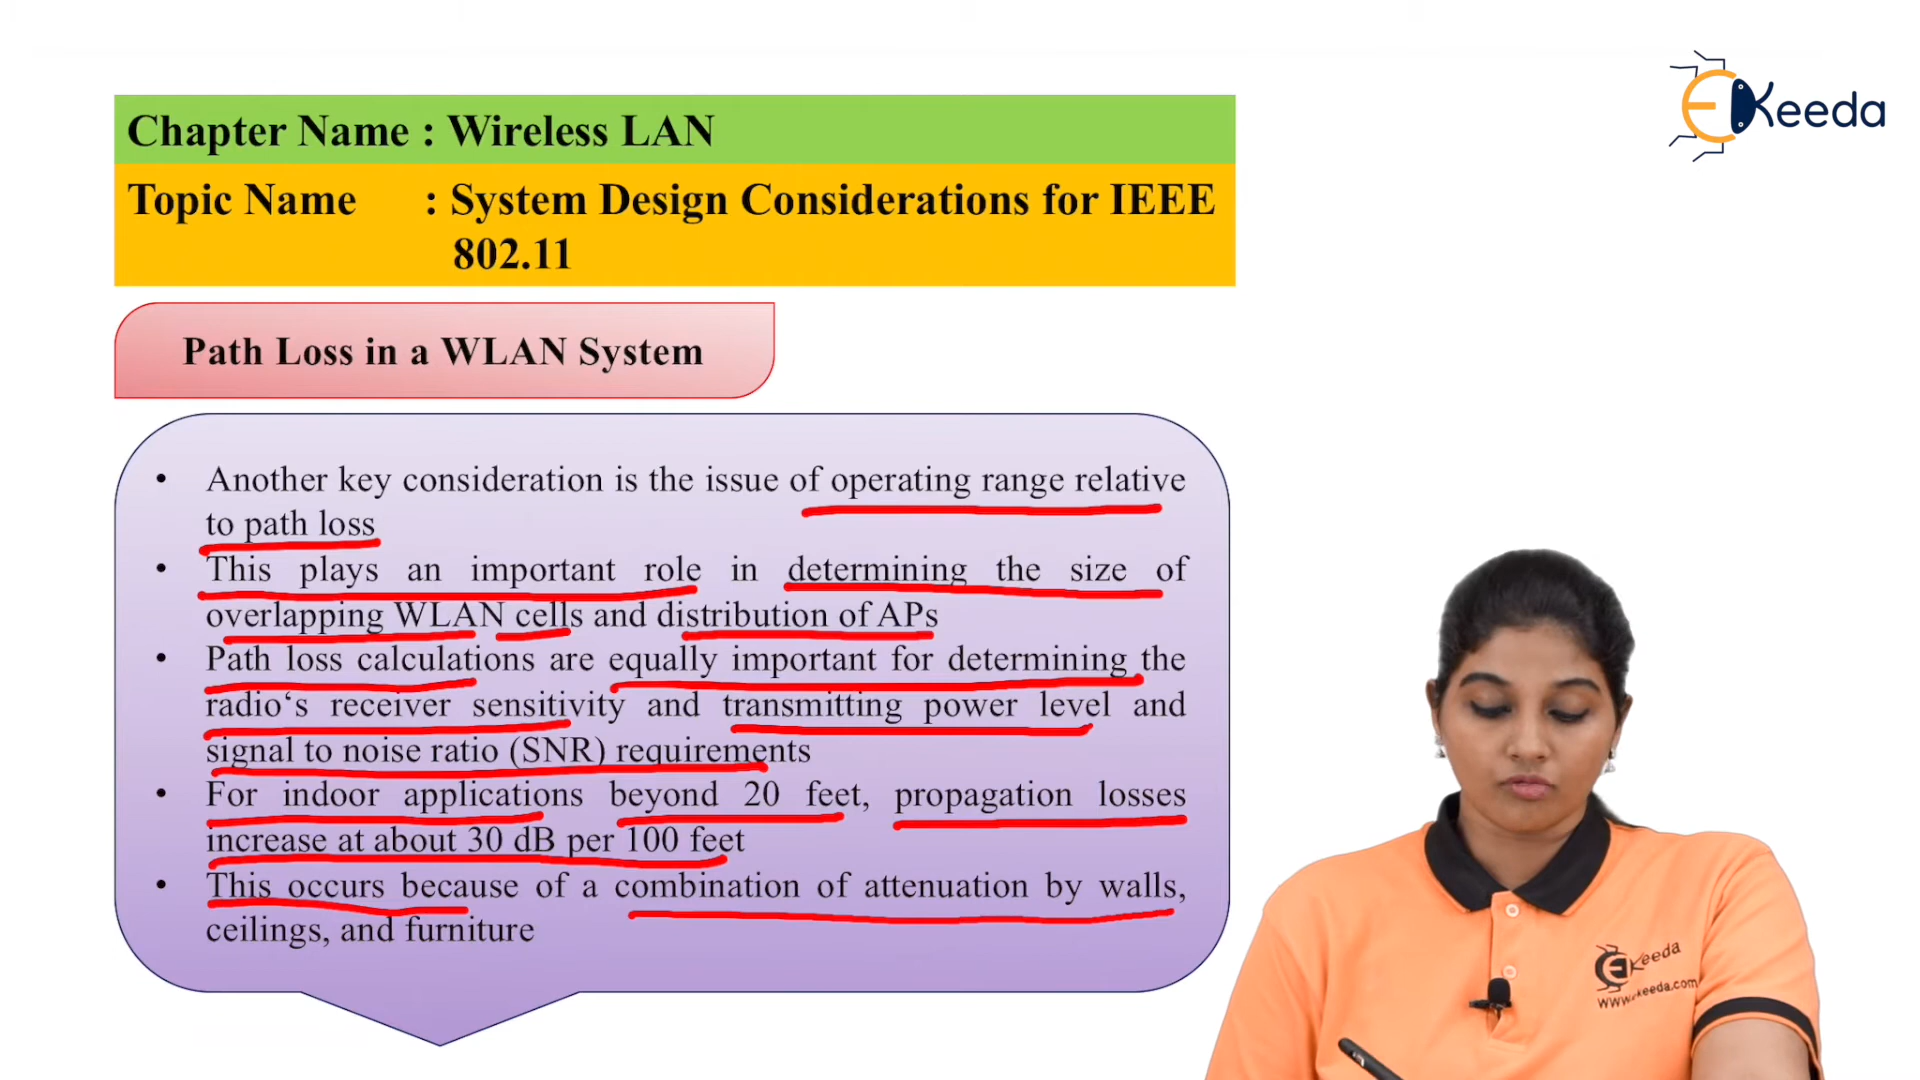 EKeeda
Chapter Name : Wireless LAN
Topic Name : System Design Considerations for IEEE
802.11
Path Loss in a WLAN System
• Another key consideration is the issue of operating range relative
to path loss
• This plays an important role in determining the size of
overlapping WLAN cells and distribution of APs
• Path loss calculations are equally important for determining the
radio‘s receiver sensitivity and transmitting power level and
signal to noise ratio (SNR) requirements
• For indoor applications beyond 20 feet, propagation losses
increase at about 30 dB per 100 feet
• This occurs because of a combination of attenuation by walls,
ceilings, and furniture
EKeeda
www.ekeeda.com